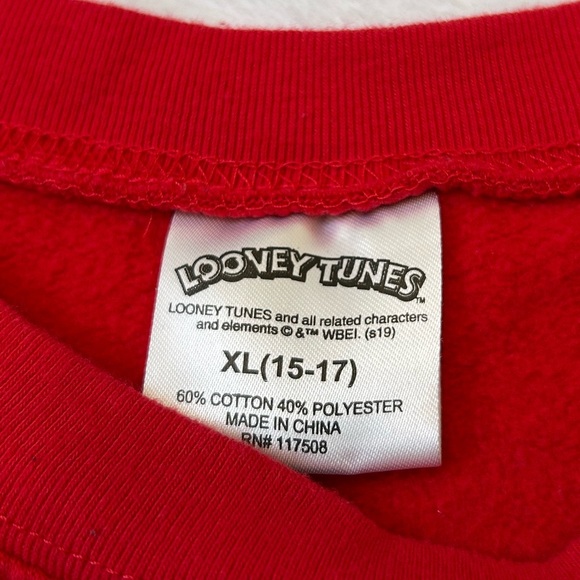 LOONEY TUNES™
LOONEY TUNES and all related characters
and elements © &™ WBEI. (s19)
XL(15-17)
60% COTTON 40% POLYESTER
MADE IN CHINA
RN# 117508